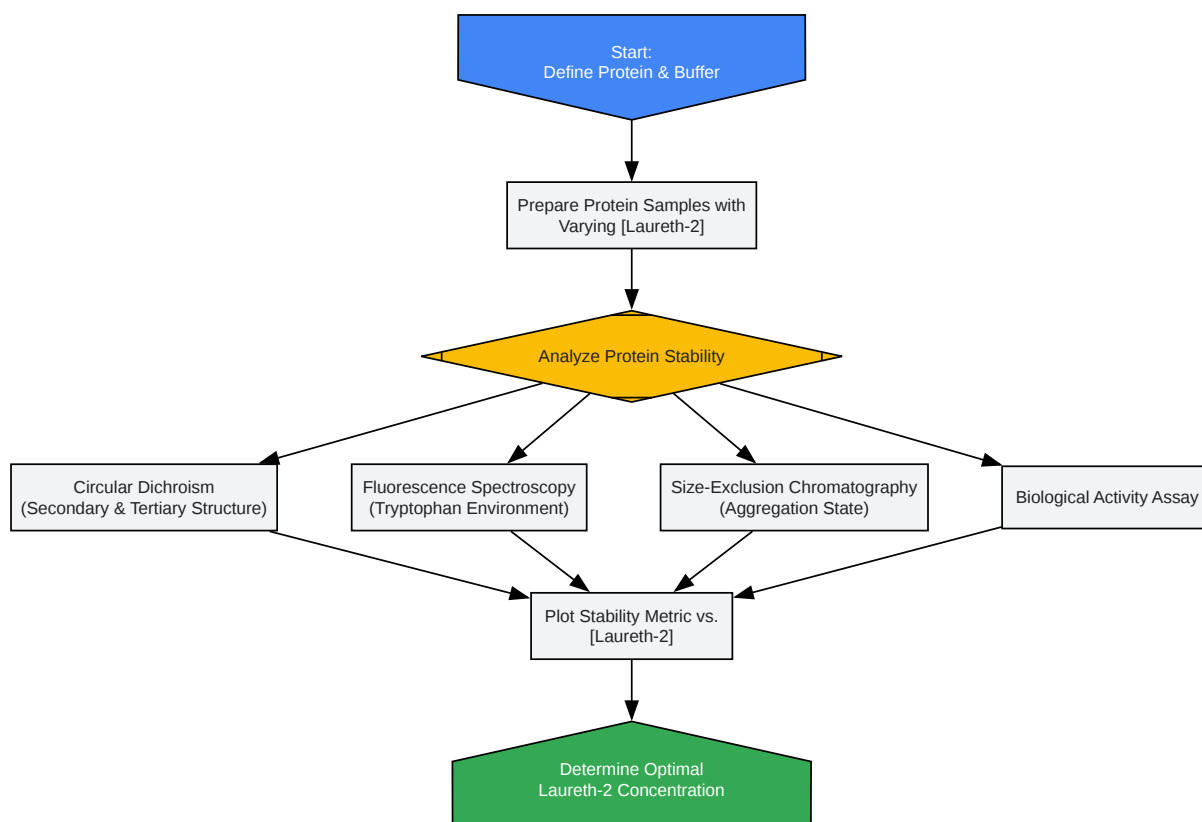 Start:
Define Protein & Buffer
Prepare Protein Samples with
Varying [Laureth-2]
Analyze Protein Stability
Circular Dichroism
(Secondary & Tertiary Structure)
Fluorescence Spectroscopy
(Tryptophan Environment)
Size-Exclusion Chromatography
(Aggregation State)
Biological Activity Assay
Plot Stability Metric vs.
[Laureth-2]
Determine Optimal
Laureth-2 Concentration